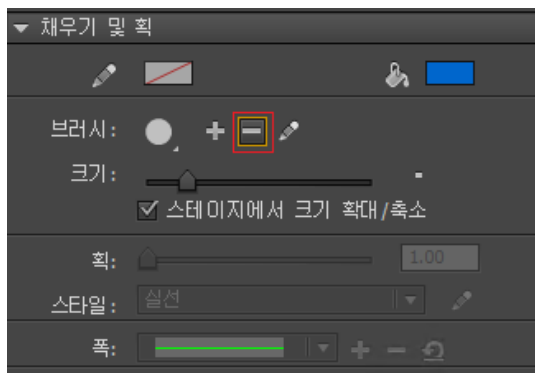 채우기 및 획
브러시:
크기:
스테이지에서 크기 확대/축소
획: 1.00
스타일: 실선
폭: